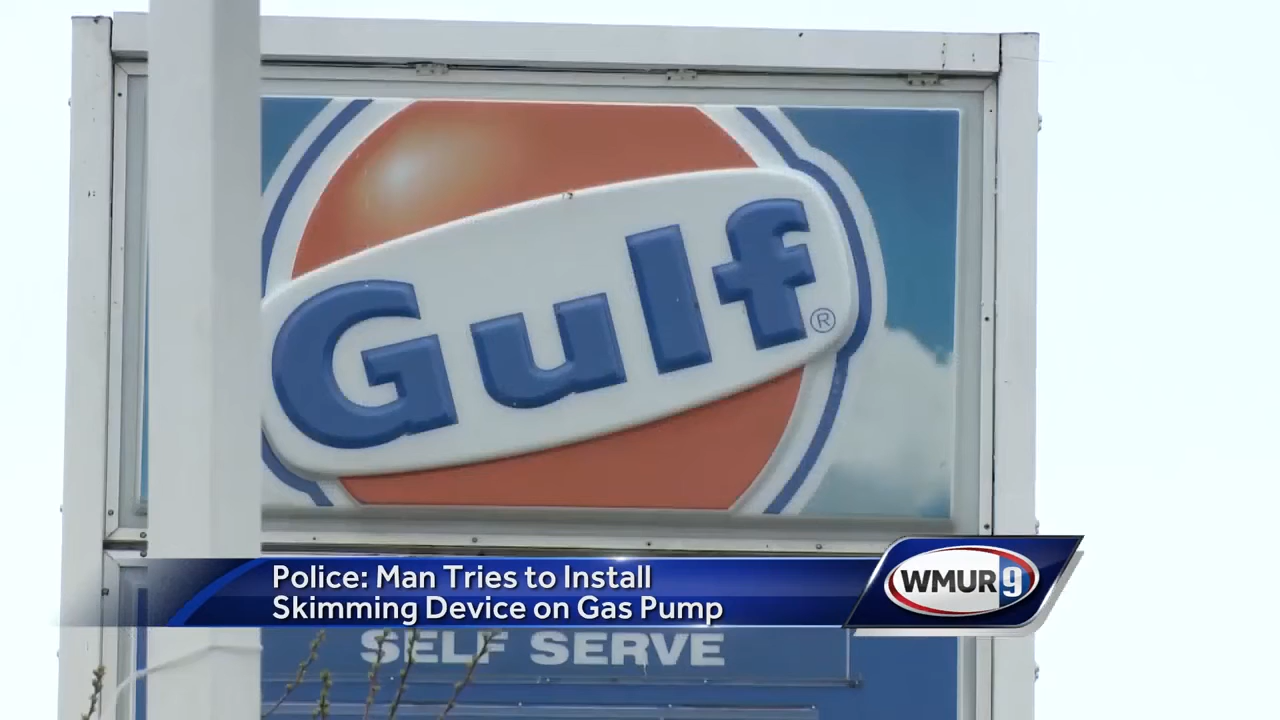 Gulf®
Police: Man Tries to Install
Skimming Device on Gas Pump
WMUR9
SELF SERVE